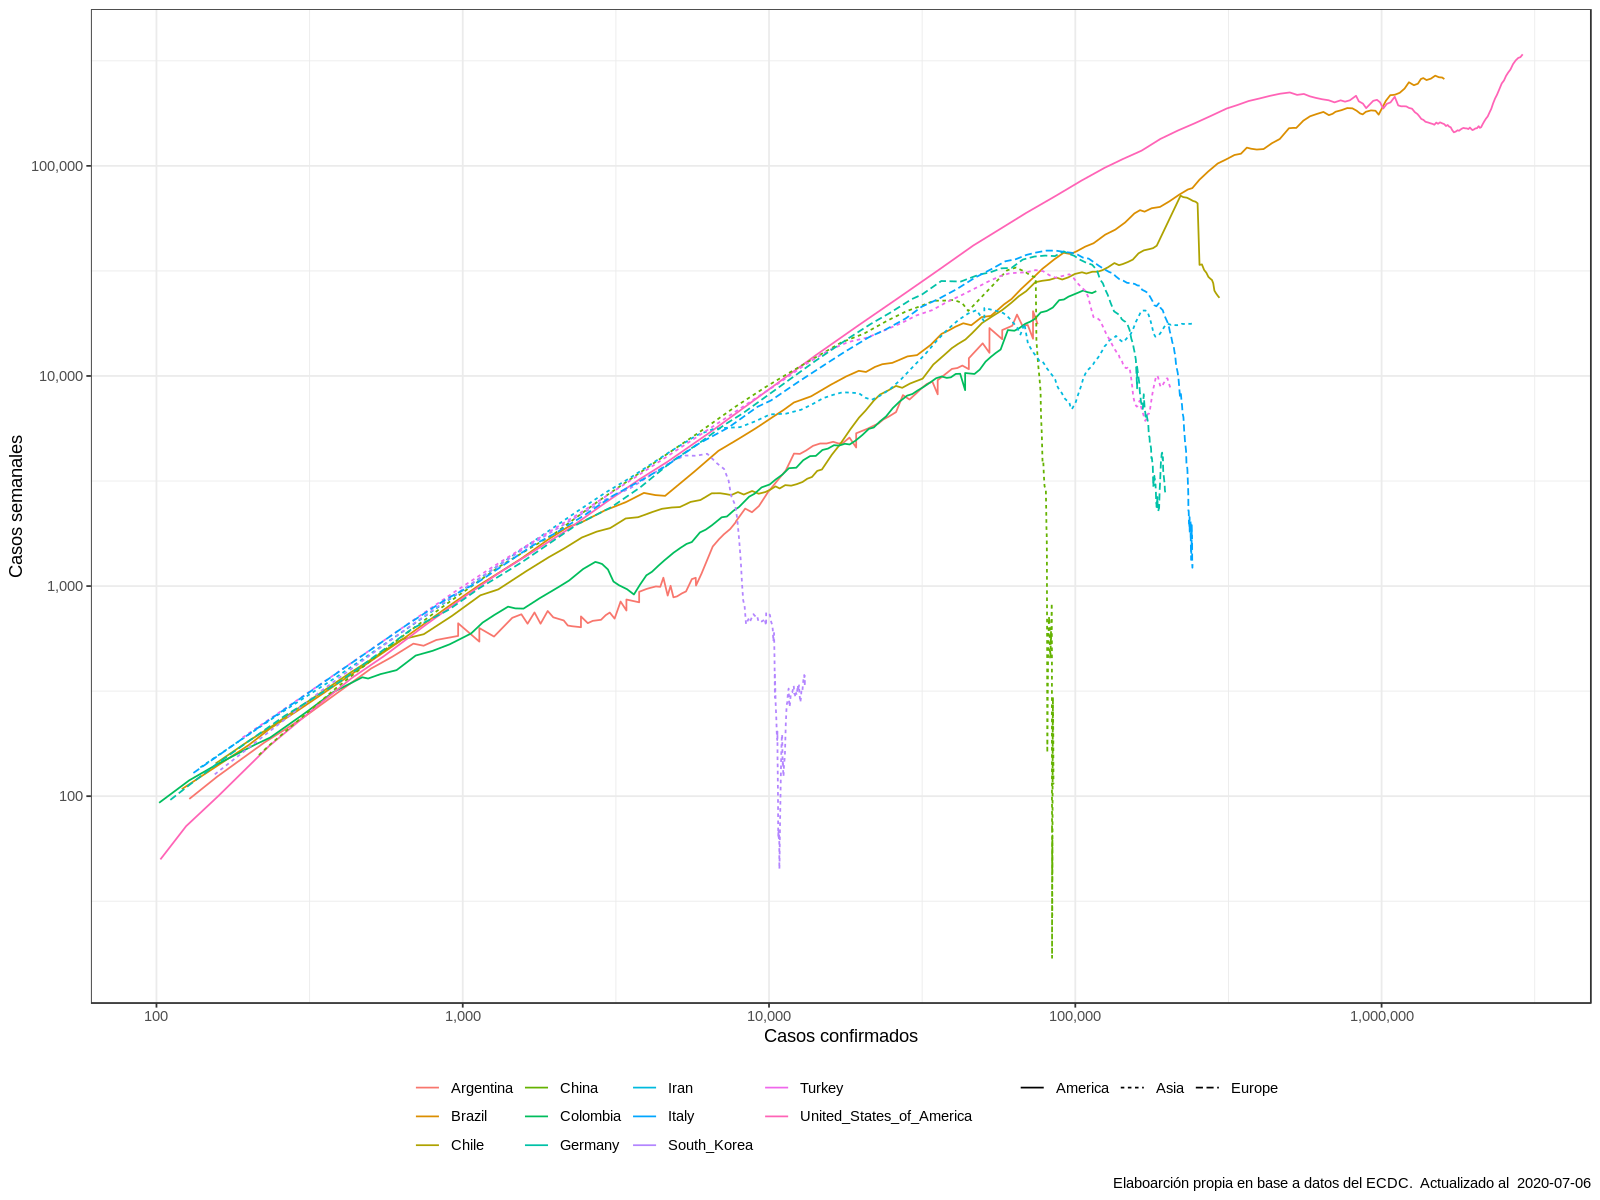 Casos semanales
100,000
10,000
1,000
100
100 1,000 10,000 100,000 1,000,000
Casos confirmados
Argentina China Iran Turkey America Asia Europe
Brazil Colombia Italy United_States_of_America
Chile Germany South_Korea
Elaboarción propia en base a datos del ECDC.  Actualizado al  2020-07-06